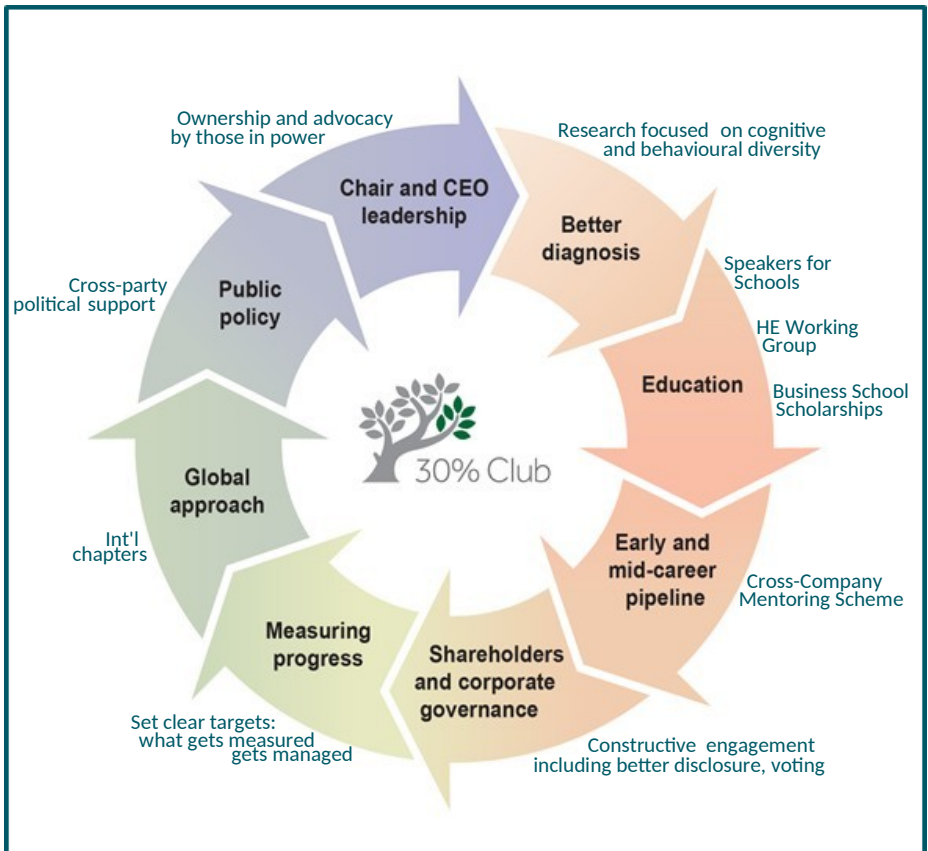 Ownership and advocacy
by those in power
Chair and CEO
leadership
Research focused on cognitive
and behavioural diversity
Better
diagnosis
Speakers for
Schools
HE Working
Group
Business School
Scholarships
Education
Early and
mid-career
pipeline
Cross-Company
Mentoring Scheme
Shareholders
and corporate
governance
Constructive engagement
including better disclosure, voting
Measuring
progress
Set clear targets:
what gets measured
gets managed
Global
approach
Int'l
chapters
Public
policy
Cross-party
political support
30% Club